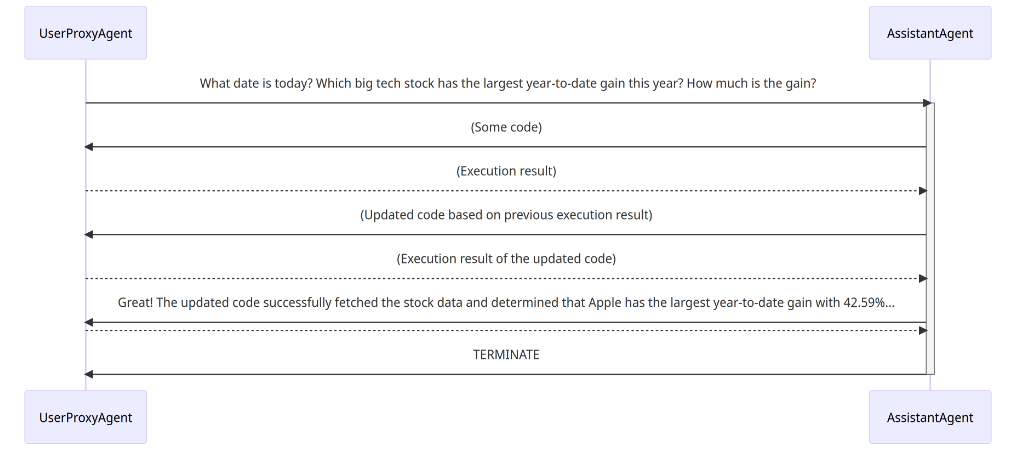 UserProxyAgent
AssistantAgent
What date is today? Which big tech stock has the largest year-to-date gain this year? How much is the gain?
(Some code)
(Execution result)
(Updated code based on previous execution result)
(Execution result of the updated code)
Great! The updated code successfully fetched the stock data and determined that Apple has the largest year-to-date gain with 42.59%...
TERMINATE
UserProxyAgent
AssistantAgent